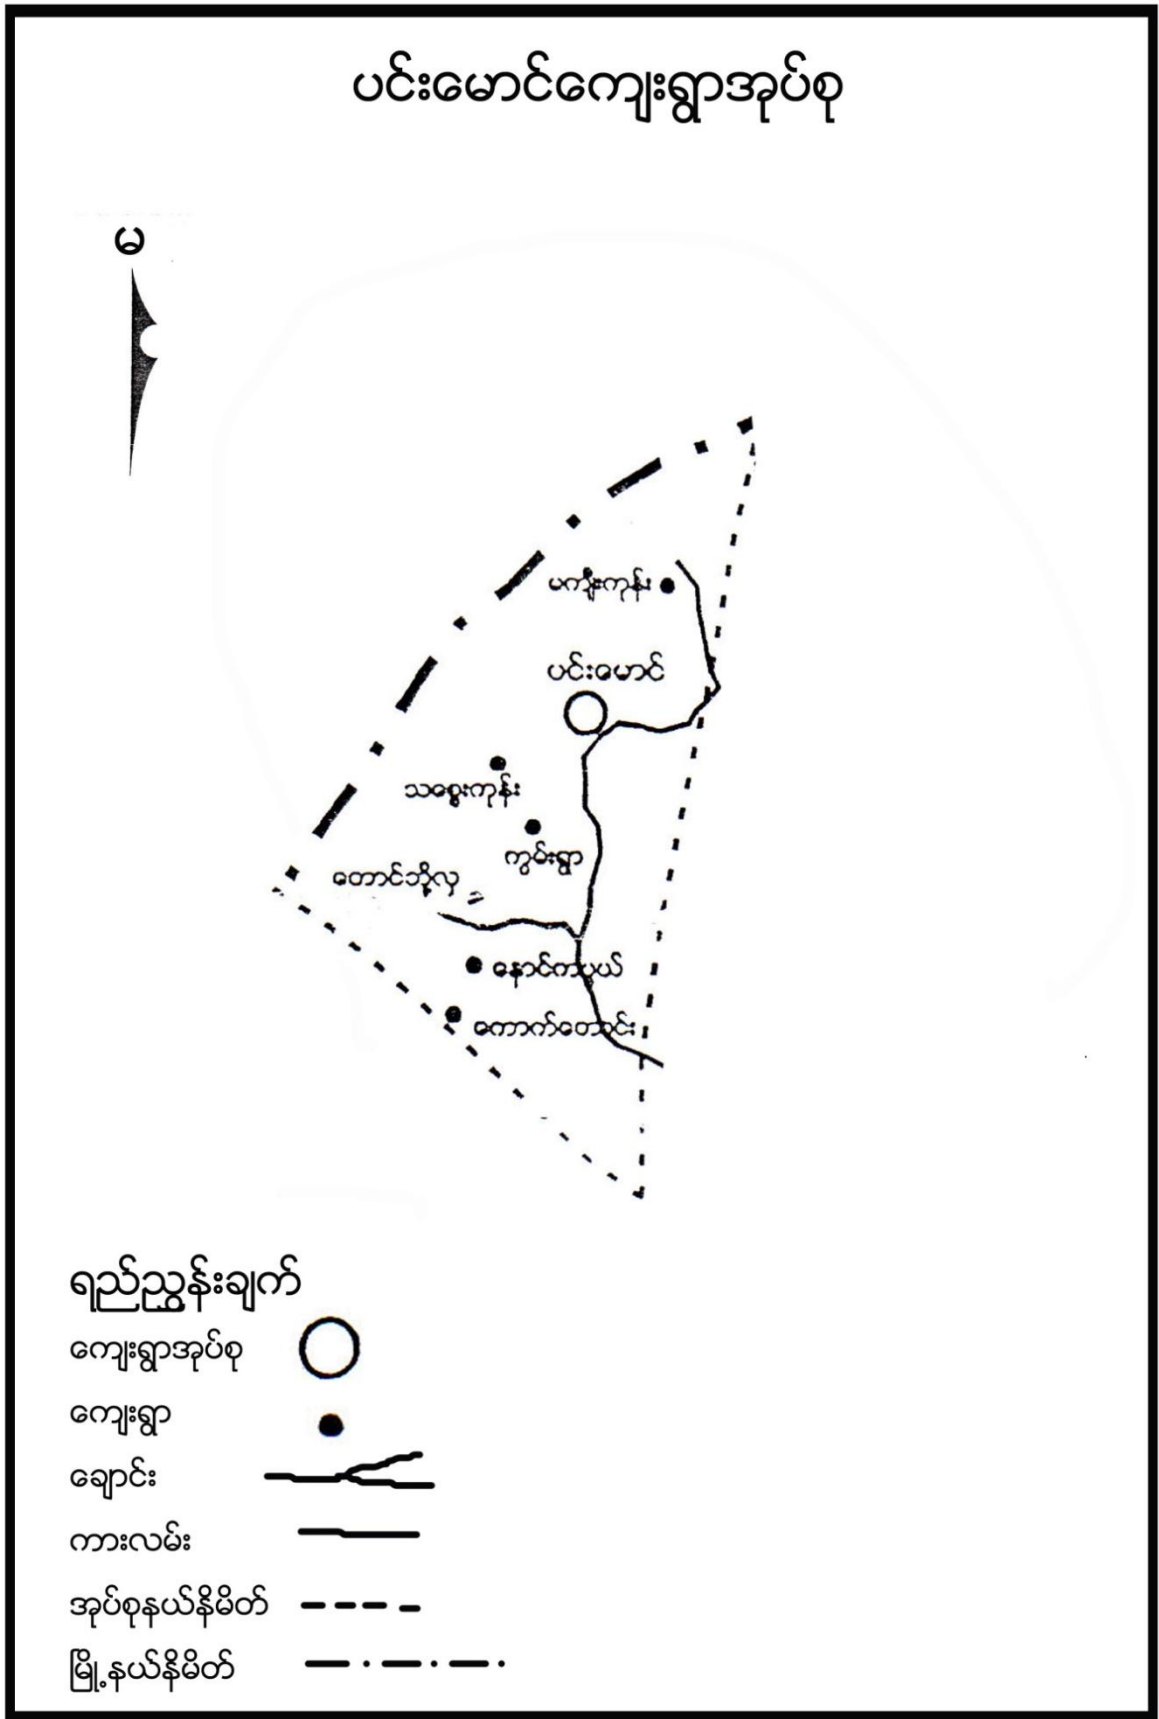 ပင်းမောင်ကျေးရွာအုပ်စု
မ
မကျီးကုန်း
ပင်းမောင်
သစွေးကုန်း
ကွမ်းရွာ
တောင်ဘို့လှ
နောင်ကပွယ်
ကောက်တောင်း
ရည်ညွှန်းချက်
ကျေးရွာအုပ်စု
ကျေးရွာ
ချောင်း
ကားလမ်း
အုပ်စုနယ်နိမိတ်
မြို့နယ်နိမိတ်